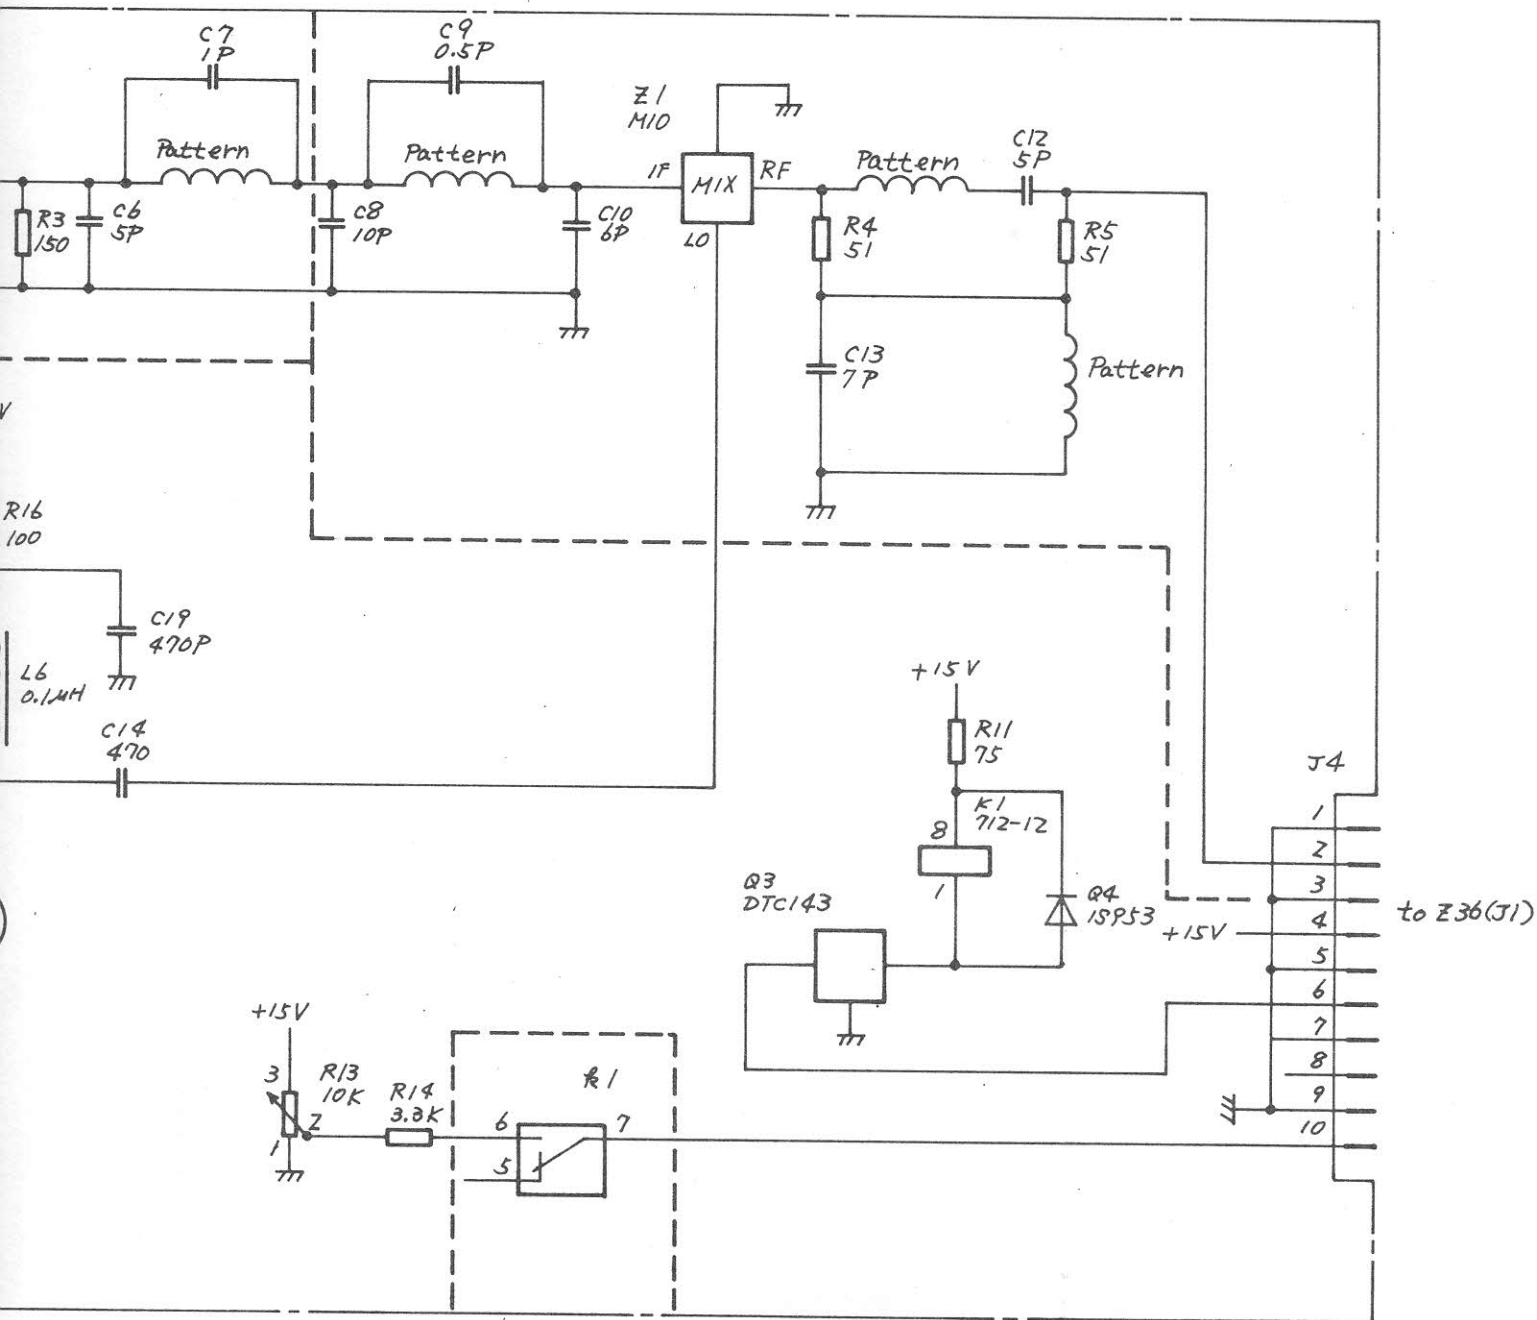 C7
1P
C9
0.5P
Z1
M10
Pattern
Pattern
IF
MIX
RF
LO
Pattern
C12
5P
R3
150
C6
5P
C8
10P
C10
6P
R4
51
R5
51
C13
7P
Pattern
V
R16
100
C19
470P
L6
0.1μH
C14
470
+15V
R11
75
K1
712-12
8
1
Q3
DTC143
Q4
1S953
J4
1
2
3
4
5
6
7
8
9
10
+15V
to Z36(J1)
+15V
3
R13
10K
2
1
R14
3.3K
k1
6
7
5